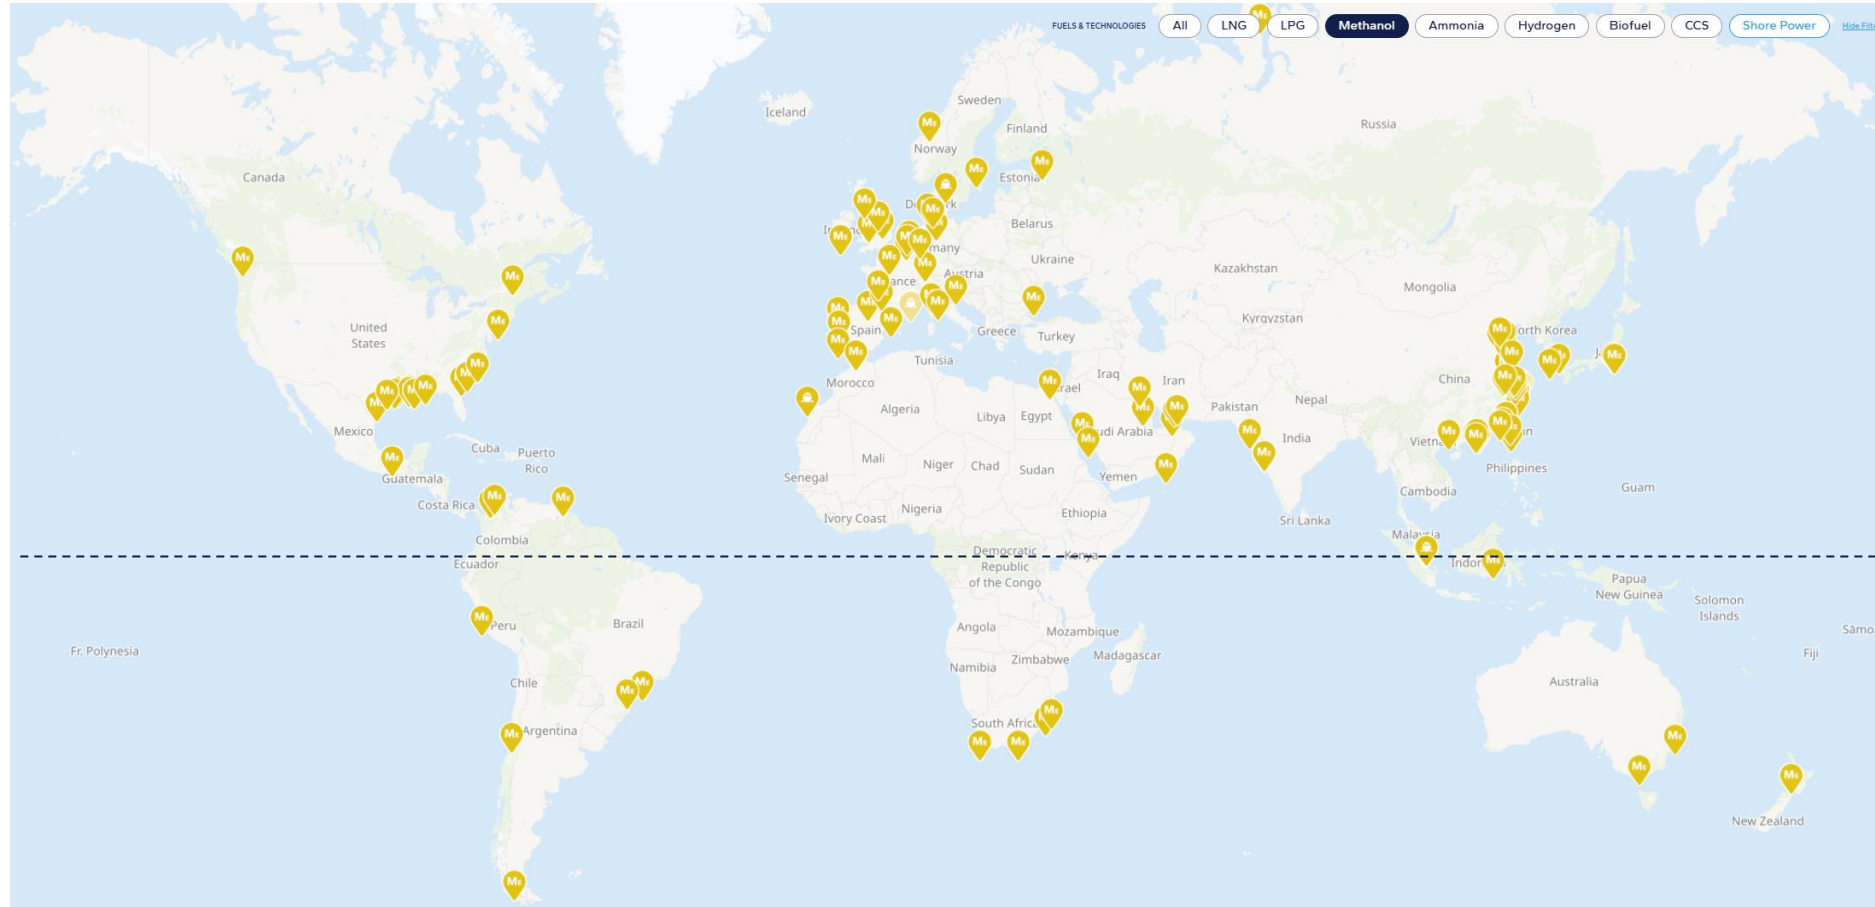 FUELS & TECHNOLOGIES
All
LNG
LPG
Methanol
Ammonia
Hydrogen
Biofuel
CCS
Shore Power
Iceland
Sweden
Finland
Russia
Norway
Canada
Estonia
Belarus
Ukraine
Austria
Kazakhstan
Mongolia
United
States
Spain
Greece
Turkey
Kyrgyzstan
Tunisia
Iraq
Iran
China
Morocco
Algeria
Libya
Egypt
Pakistan
Nepal
Mexico
Cuba
Puerto
Rico
India
Guatemala
Mali
Niger
Chad
Sudan
Yemen
Philippines
Senegal
Costa Rica
Nigeria
Ivory Coast
Ethiopia
Cambodia
Guam
Sri Lanka
Colombia
Malaysia
Ecuador
Democratic
Republic
of the Congo
Kenya
Papua
New Guinea
Solomon
Islands
Peru
Brazil
Angola
Mozambique
Fr. Polynesia
Namibia
Zimbabwe
Madagascar
Fiji
Chile
Australia
Argentina
South Africa
New Zealand